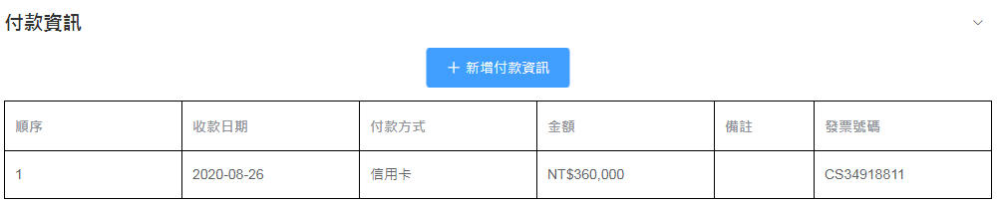 付款資訊
+ 新增付款資訊
順序 收款日期 付款方式 金額 備註 發票號碼
1 2020-08-26 信用卡 NT$360,000 CS34918811